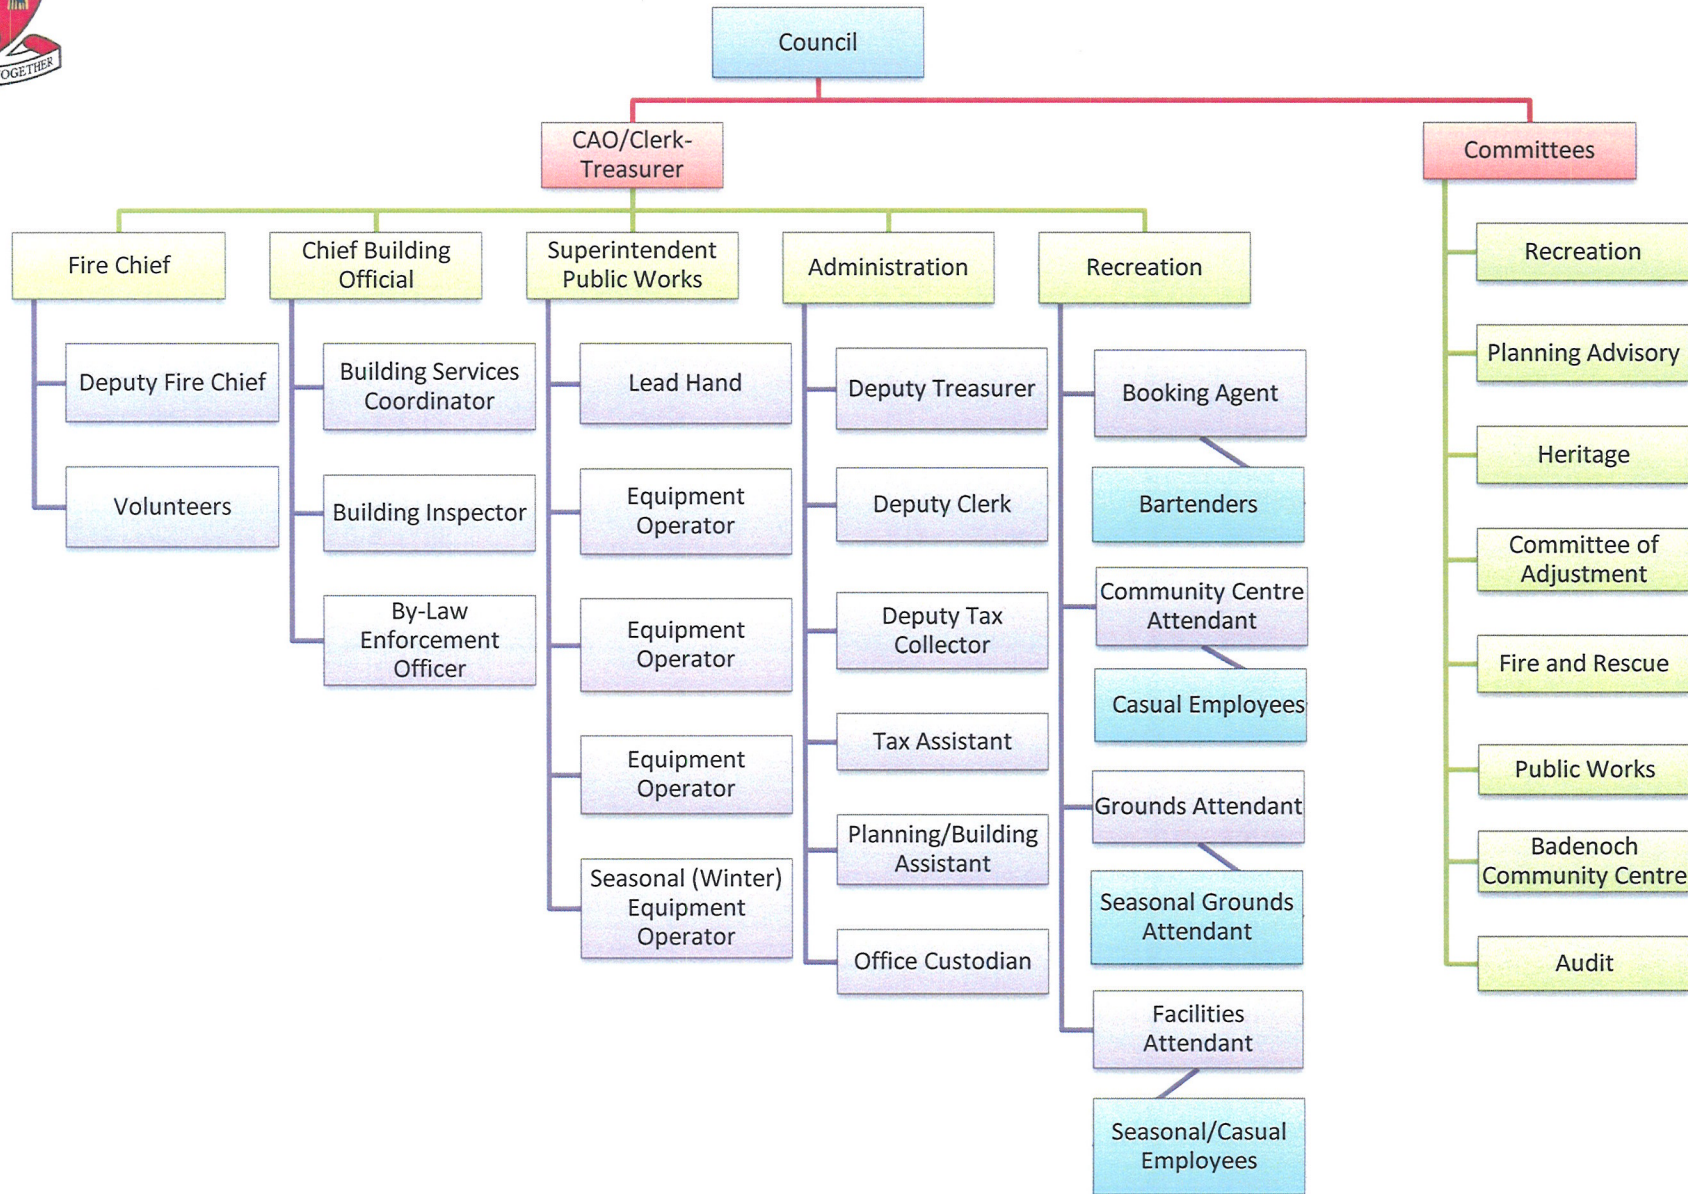 OGETHER
Council
CAO/Clerk-
Treasurer
Committees
Fire Chief
Deputy Fire Chief
Volunteers
Chief Building
Official
Building Services
Coordinator
Building Inspector
By-Law
Enforcement
Officer
Superintendent
Public Works
Lead Hand
Equipment
Operator
Equipment
Operator
Equipment
Operator
Seasonal (Winter)
Equipment
Operator
Administration
Deputy Treasurer
Deputy Clerk
Deputy Tax
Collector
Tax Assistant
Planning/Building
Assistant
Office Custodian
Recreation
Booking Agent
Bartenders
Community Centre
Attendant
Casual Employees
Grounds Attendant
Seasonal Grounds
Attendant
Facilities
Attendant
Seasonal/Casual
Employees
Recreation
Planning Advisory
Heritage
Committee of
Adjustment
Fire and Rescue
Public Works
Badenoch
Community Centre
Audit